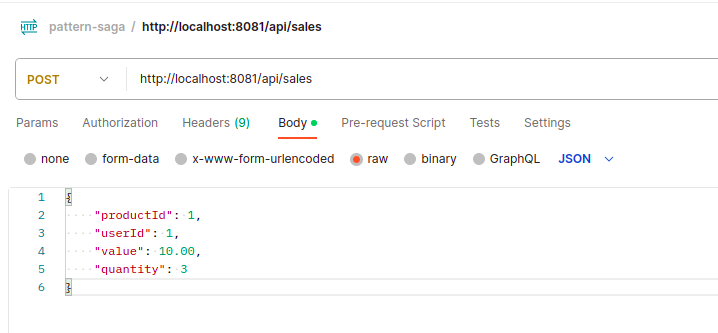 HTTP pattern-saga / http://localhost:8081/api/sales
POST http://localhost:8081/api/sales
Params Authorization Headers (9) Body Pre-request Script Tests Settings
none form-data x-www-form-urlencoded raw binary GraphQL JSON
1 {
2 "productId": 1,
3 "userId": 1,
4 "value": 10.00,
5 "quantity": 3
6 }